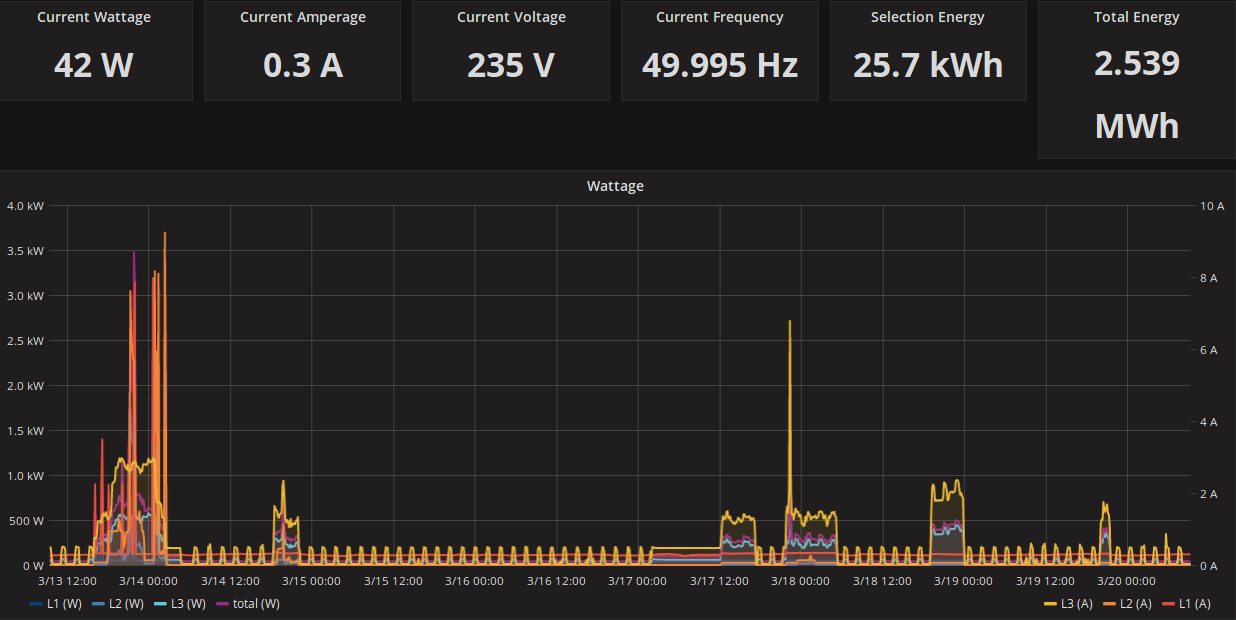 Current Wattage
42 W
Current Amperage
0.3 A
Current Voltage
235 V
Current Frequency
49.995 Hz
Selection Energy
25.7 kWh
Total Energy
2.539
MWh
Wattage
4.0 kW
3.5 kW
3.0 kW
2.5 kW
2.0 kW
1.5 kW
1.0 kW
500 W
0 W
10 A
8 A
6 A
4 A
2 A
0 A
3/13 12:00 3/14 00:00 3/14 12:00 3/15 00:00 3/15 12:00 3/16 00:00 3/16 12:00 3/17 00:00 3/17 12:00 3/18 00:00 3/18 12:00 3/19 00:00 3/19 12:00 3/20 00:00
L1 (W) L2 (W) L3 (W) total (W) L3 (A) L2 (A) L1 (A)